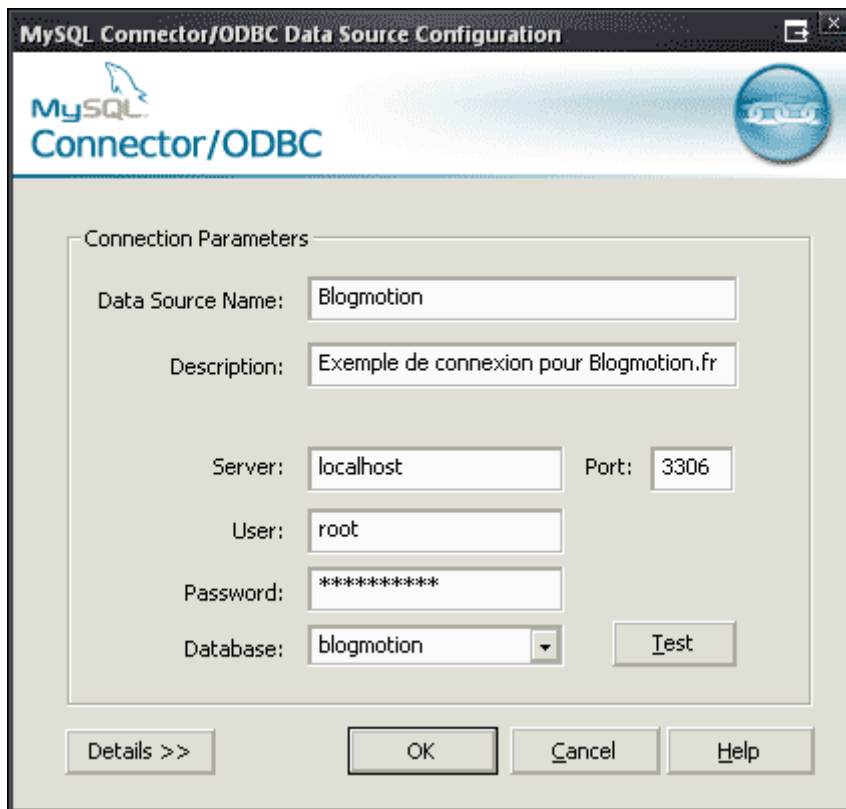 MySQL Connector/ODBC Data Source Configuration
MySQL
Connector/ODBC
Connection Parameters
Data Source Name: Blogmotion
Description: Exemple de connexion pour Blogmotion.fr
Server: localhost Port: 3306
User: root
Password: **********
Database: blogmotion Test
Details >> OK Cancel Help